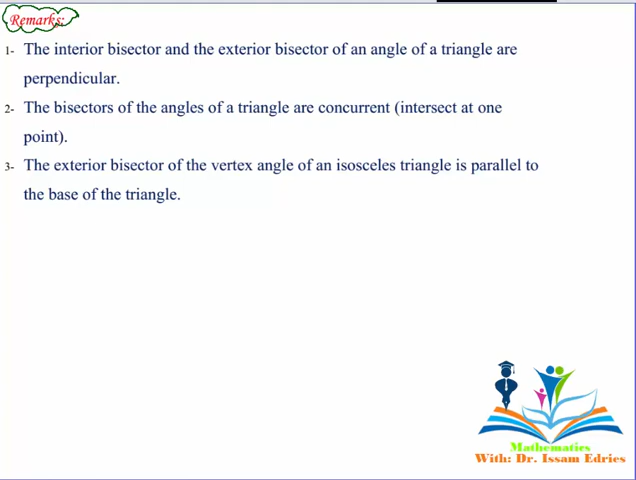 Remarks:
1- The interior bisector and the exterior bisector of an angle of a triangle are
perpendicular.
2- The bisectors of the angles of a triangle are concurrent (intersect at one
point).
3- The exterior bisector of the vertex angle of an isosceles triangle is parallel to
the base of the triangle.
Mathematics
With: Dr. Issam Edries